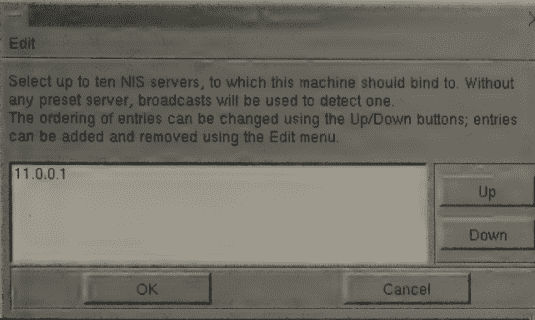 Edit
Select up to ten NIS servers, to which this machine should bind to. Without
any preset server, broadcasts will be used to detect one.
The ordering of entries can be changed using the Up/Down buttons; entries
can be added and removed using the Edit menu.
11.0.0.1
Up
Down
OK
Cancel